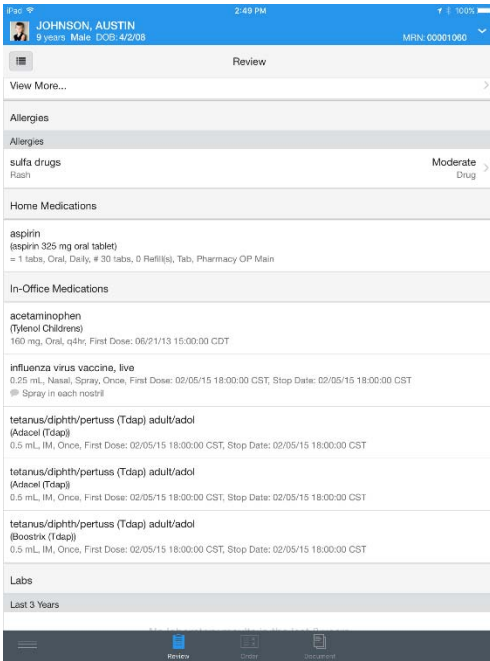 iPad 2:49 PM 100%
JOHNSON, AUSTIN
9 years Male DOB:4/2/08 MRN: 00001060
Review
View More...
Allergies
Allergies
sulfa drugs Moderate
Rash Drug
Home Medications
aspirin
(aspirin 325 mg oral tablet)
= 1 tabs, Oral, Daily, # 30 tabs, 0 Refill(s), Tab, Pharmacy OP Main
In-Office Medications
acetaminophen
(Tylenol Childrens)
160 mg, Oral, q4hr, First Dose: 06/21/13 15:00:00 CDT
influenza virus vaccine, live
0.25 mL, Nasal, Spray, Once, First Dose: 02/05/15 18:00:00 CST, Stop Date: 02/05/15 18:00:00 CST
Spray in each nostril
tetanus/diphth/pertuss (Tdap) adult/adol
(Adacel (Tdap))
0.5 mL, IM, Once, First Dose: 02/05/15 18:00:00 CST, Stop Date: 02/05/15 18:00:00 CST
tetanus/diphth/pertuss (Tdap) adult/adol
(Adacel (Tdap))
0.5 mL, IM, Once, First Dose: 02/05/15 18:00:00 CST, Stop Date: 02/05/15 18:00:00 CST
tetanus/diphth/pertuss (Tdap) adult/adol
(Boostrix (Tdap))
0.5 mL, IM, Once, First Dose: 02/05/15 18:00:00 CST, Stop Date: 02/05/15 18:00:00 CST
Labs
Last 3 Years
Review Order Document